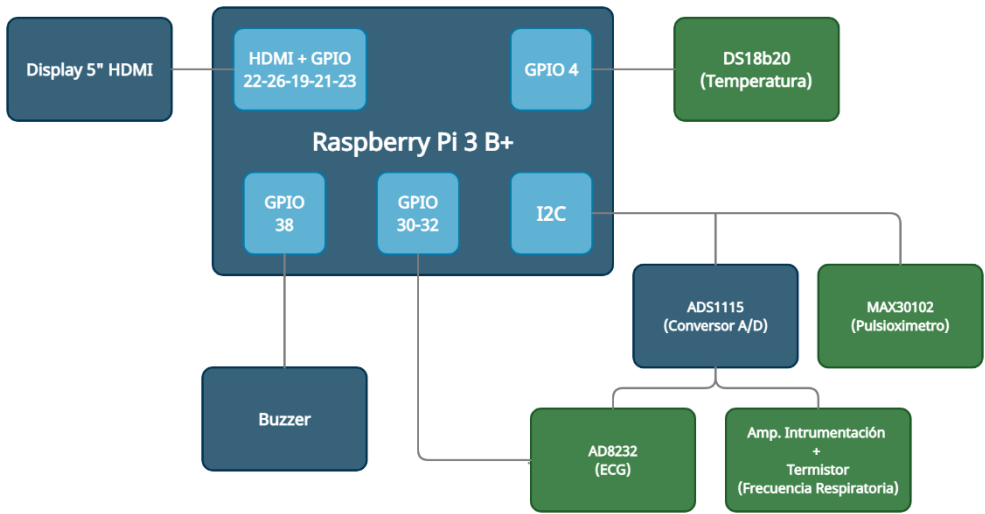 Display 5" HDMI
HDMI + GPIO
22-26-19-21-23
GPIO 4
DS18b20
(Temperatura)
Raspberry Pi 3 B+
GPIO
38
GPIO
30-32
I2C
ADS1115
(Conversor A/D)
MAX30102
(Pulsioximetro)
Buzzer
AD8232
(ECG)
Amp. Intrumentación
+
Termistor
(Frecuencia Respiratoria)